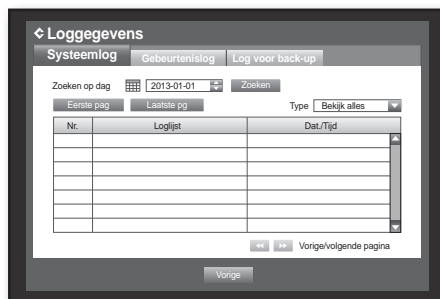 Loggegevens
Systeemlog Gebeurtenislog Log voor back-up
Zoeken op dag 2013-01-01 Zoeken
Eerste pag Laatste pg Type Bekijk alles
Nr. Loglijst Dat./Tijd
Vorige/volgende pagina
Vorige